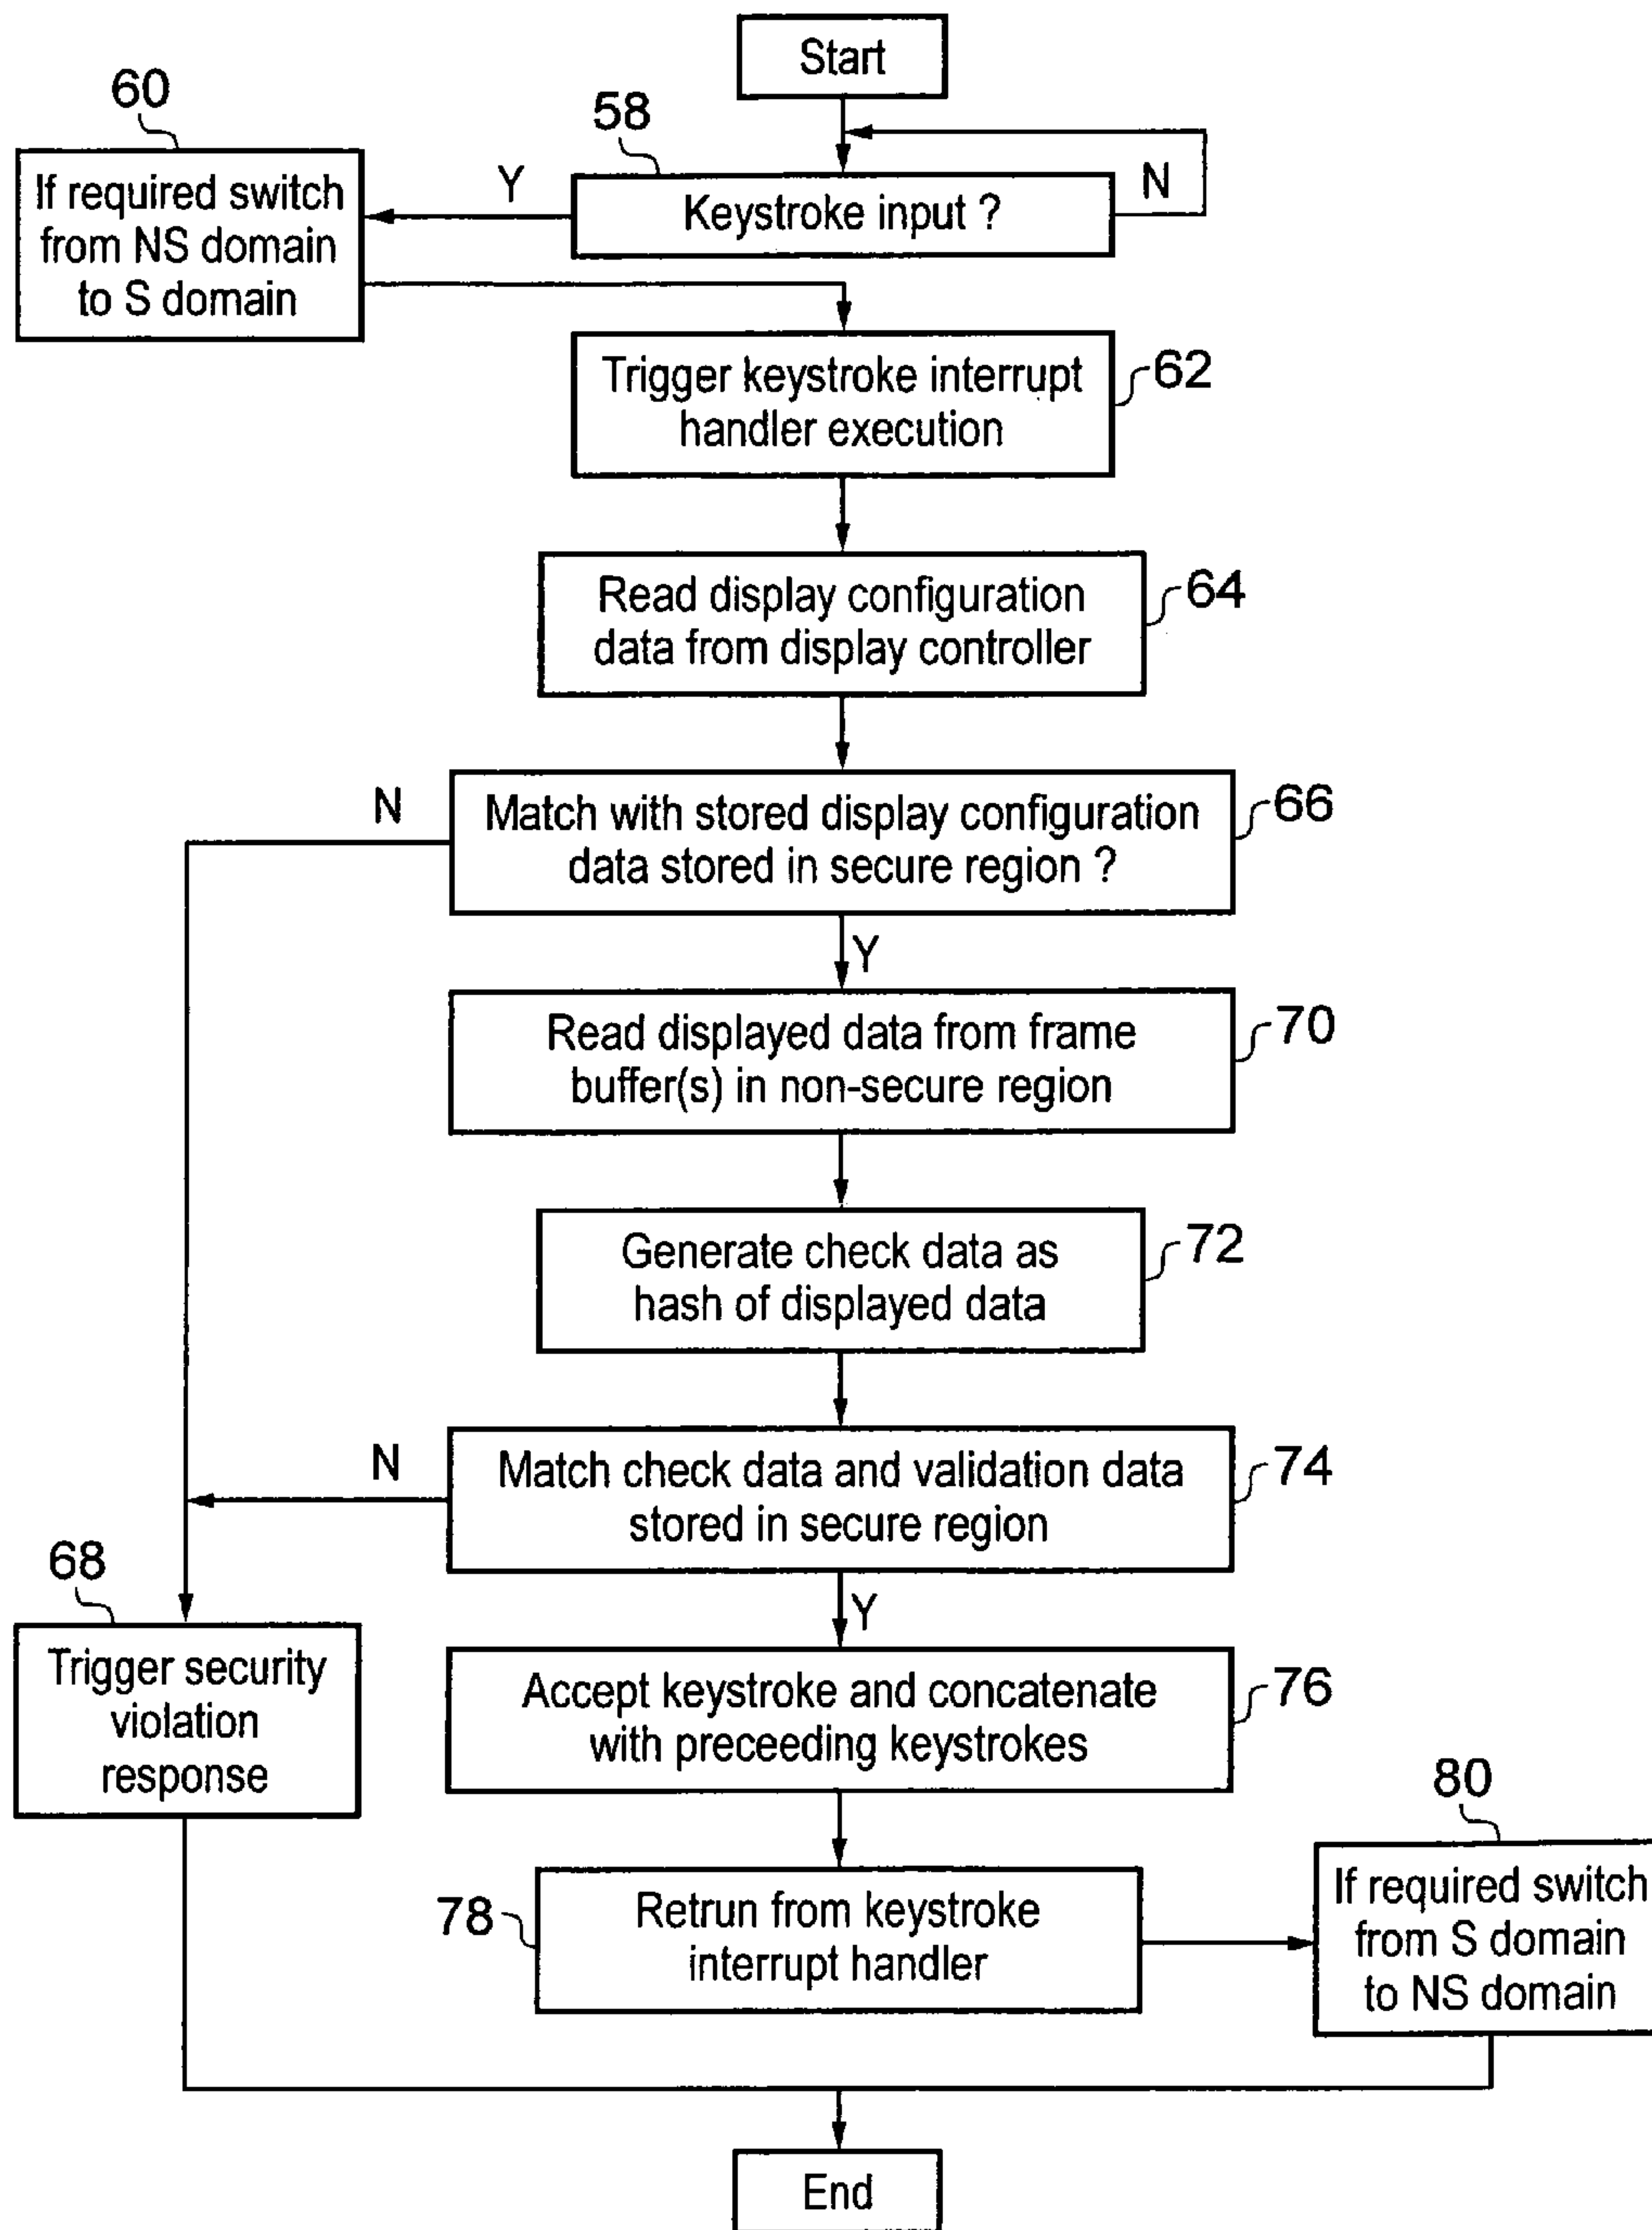 Start
60
58
Y
N
If required switch
from NS domain
to S domain
Keystroke input ?
Trigger keystroke interrupt
handler execution
62
Read display configuration
data from display controller
64
N
Match with stored display configuration
data stored in secure region ?
66
Y
Read displayed data from frame
buffer(s) in non-secure region
70
Generate check data as
hash of displayed data
72
N
Match check data and validation data
stored in secure region
74
68
Y
Trigger security
violation
response
Accept keystroke and concatenate
with preceeding keystrokes
76
80
78
Retrun from keystroke
interrupt handler
If required switch
from S domain
to NS domain
End